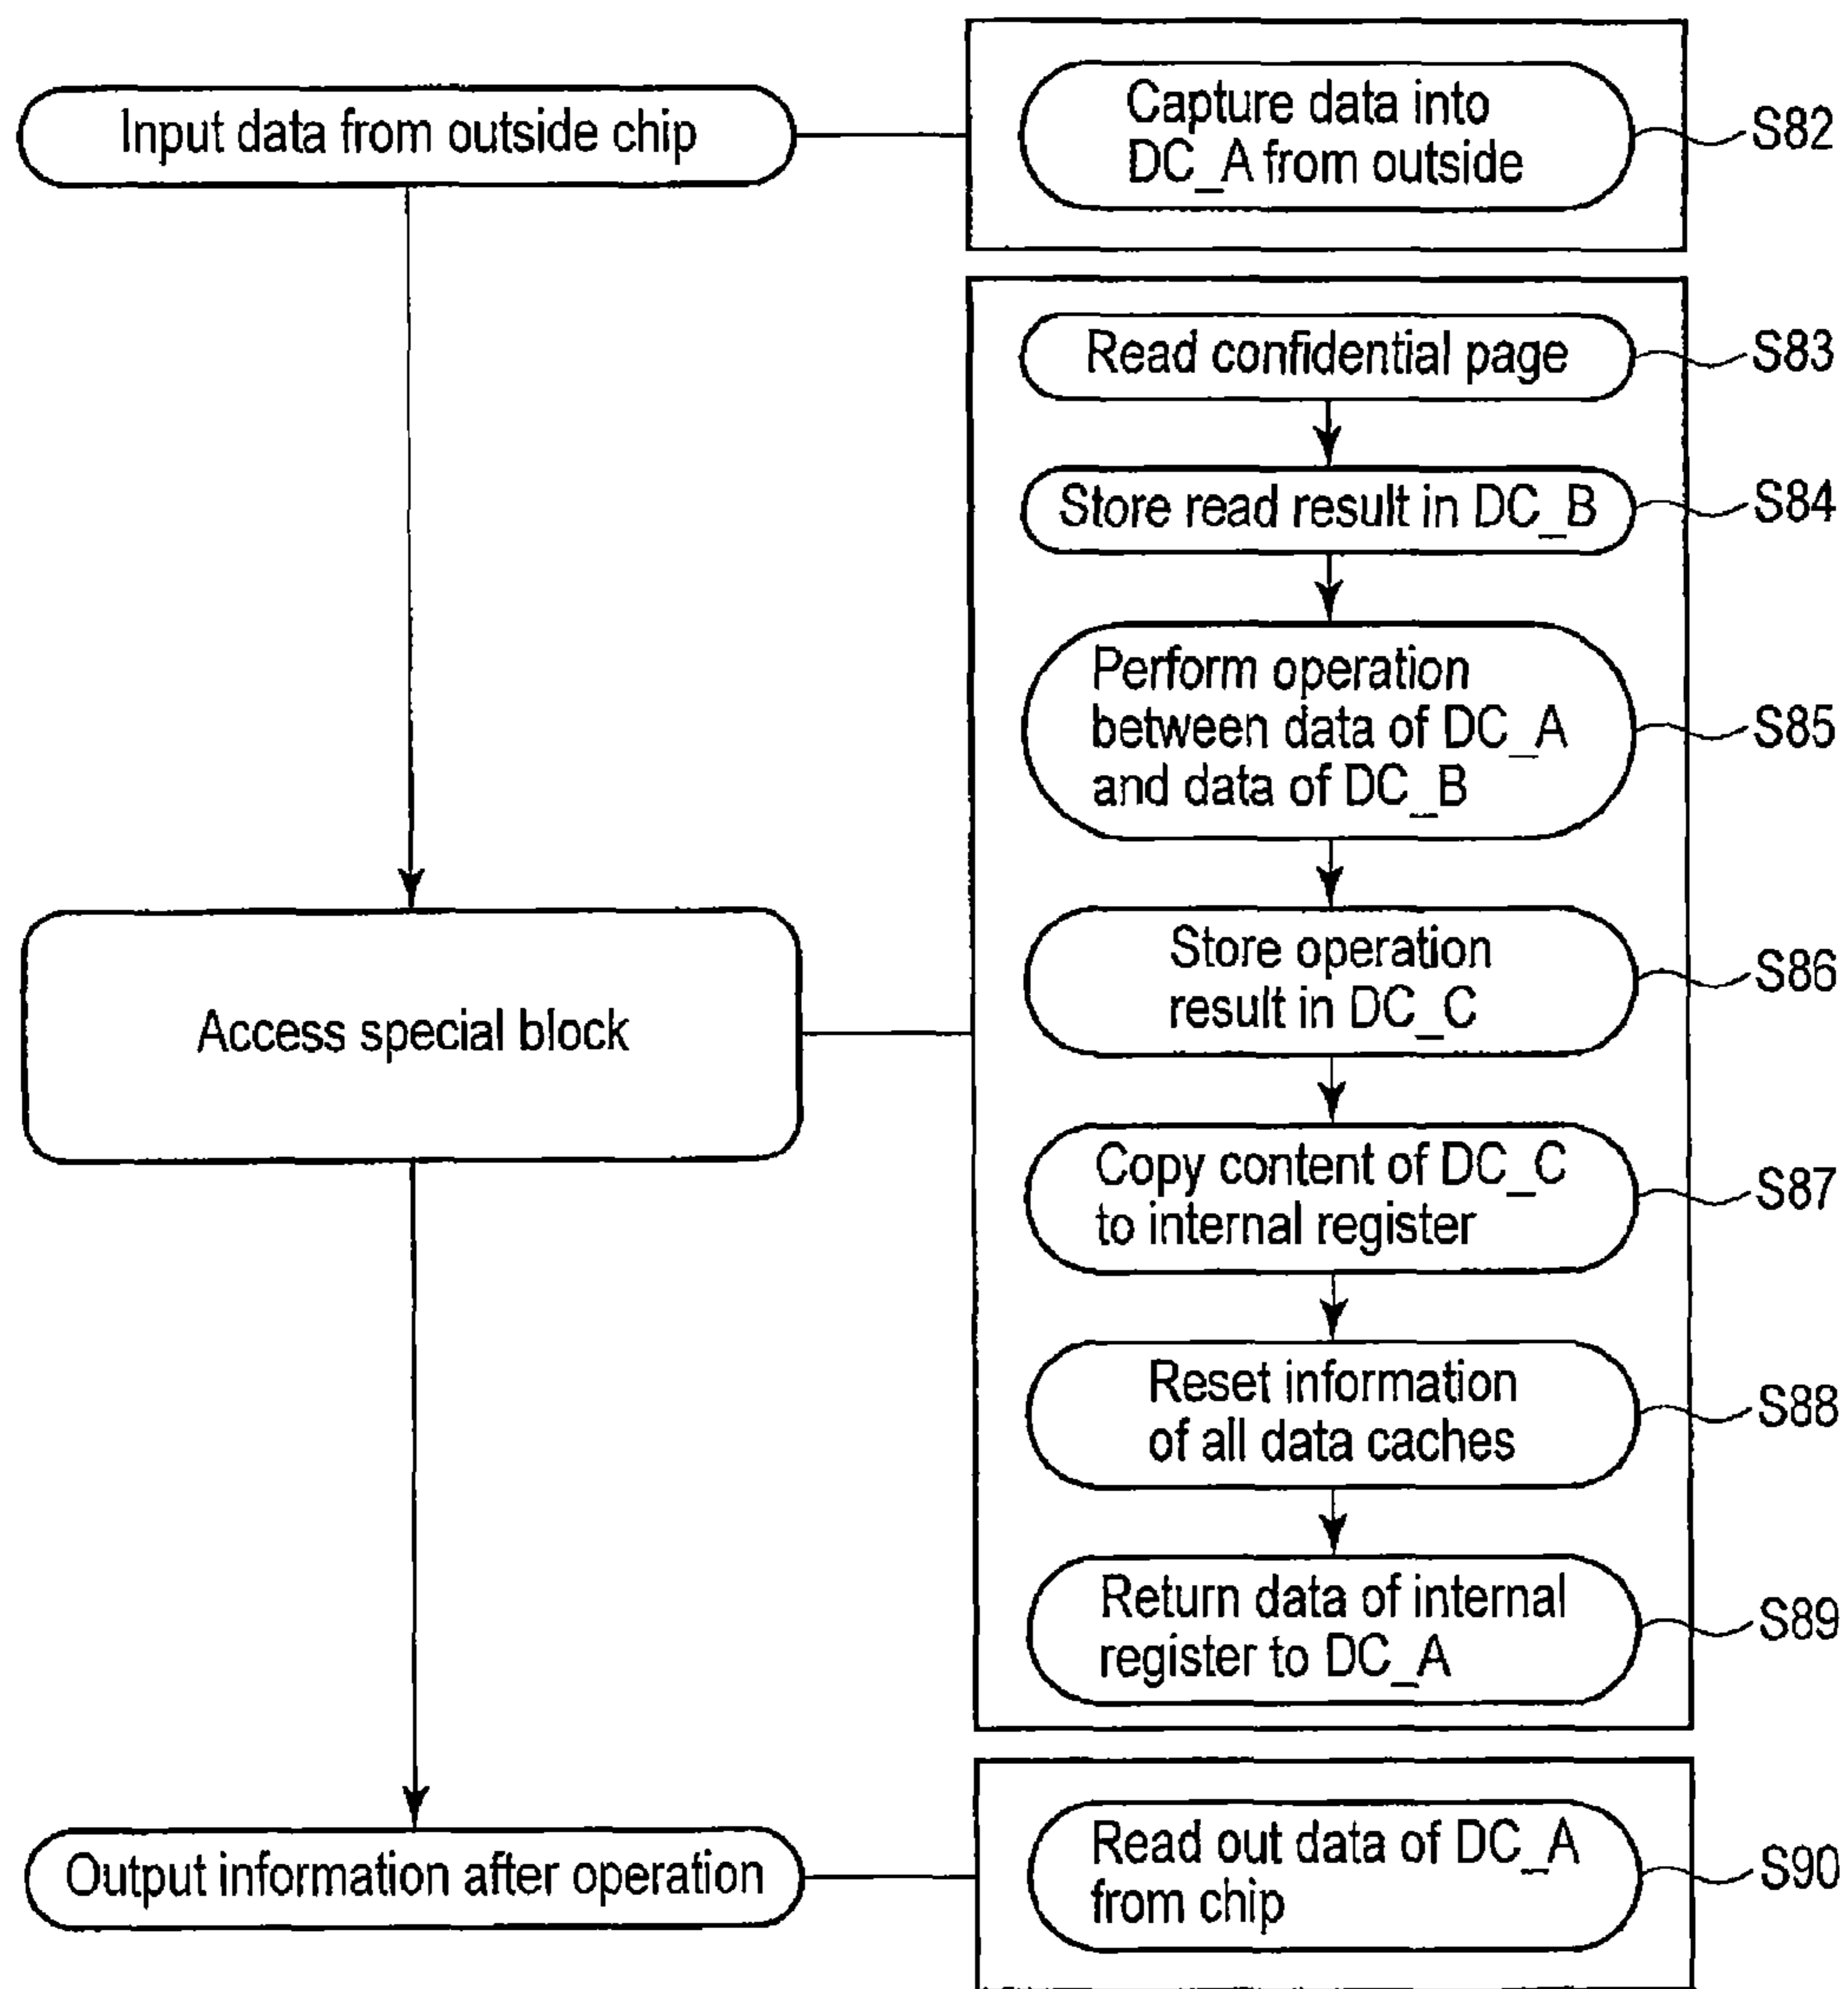 Input data from outside chip
Capture data into
DC_A from outside
S82
Read confidential page
S83
Store read result in DC_B
S84
Perform operation
between data of DC_A
and data of DC_B
S85
Access special block
Store operation
result in DC_C
S86
Copy content of DC_C
to internal register
S87
Reset information
of all data caches
S88
Return data of internal
register to DC_A
S89
Output information after operation
Read out data of DC_A
from chip
S90